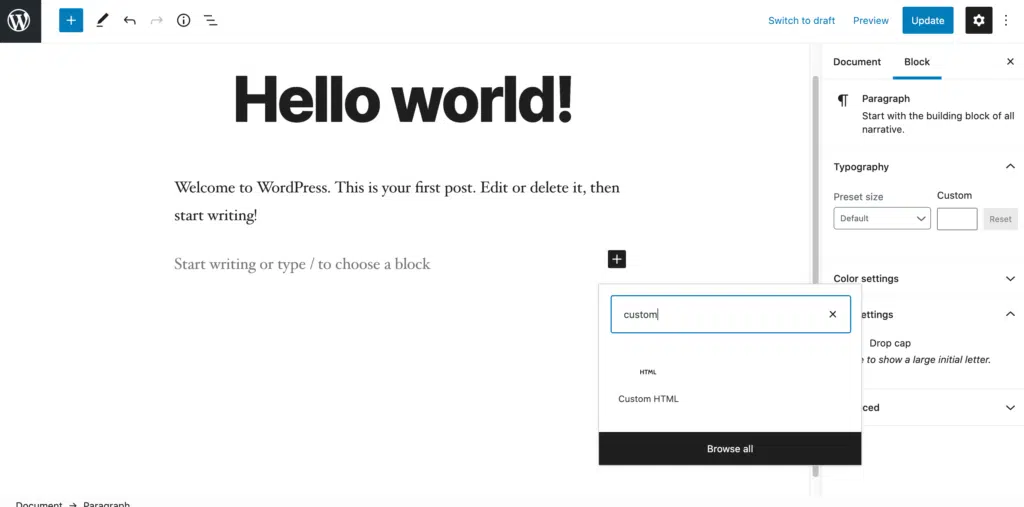 Switch to draft
Preview
Update
Hello world!
Welcome to WordPress. This is your first post. Edit or delete it, then
start writing!
Start writing or type / to choose a block
custom
HTML
Custom HTML
Browse all
Document
Block
Paragraph
Start with the building block of all
narrative.
Typography
Preset size
Custom
Default
Reset
Color settings
ettings
Drop cap
to show a large initial letter.
ced
Document → Paragraph